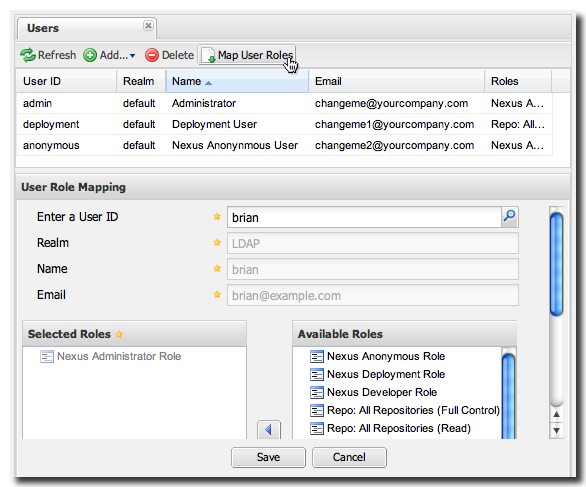 Users
Refresh Add... Delete Map User Roles
User ID Realm Name Email Roles
admin default Administrator changeme@yourcompany.com Nexus A...
deployment default Deployment User changeme1@yourcompany.com Repo: All...
anonymous default Nexus Anonynmous User changeme2@yourcompany.com Nexus A...
User Role Mapping
Enter a User ID brian
Realm LDAP
Name brian
Email brian@example.com
Selected Roles Available Roles
Nexus Administrator Role Nexus Anonymous Role
Nexus Deployment Role
Nexus Developer Role
Repo: All Repositories (Full Control)
Repo: All Repositories (Read)
Save Cancel